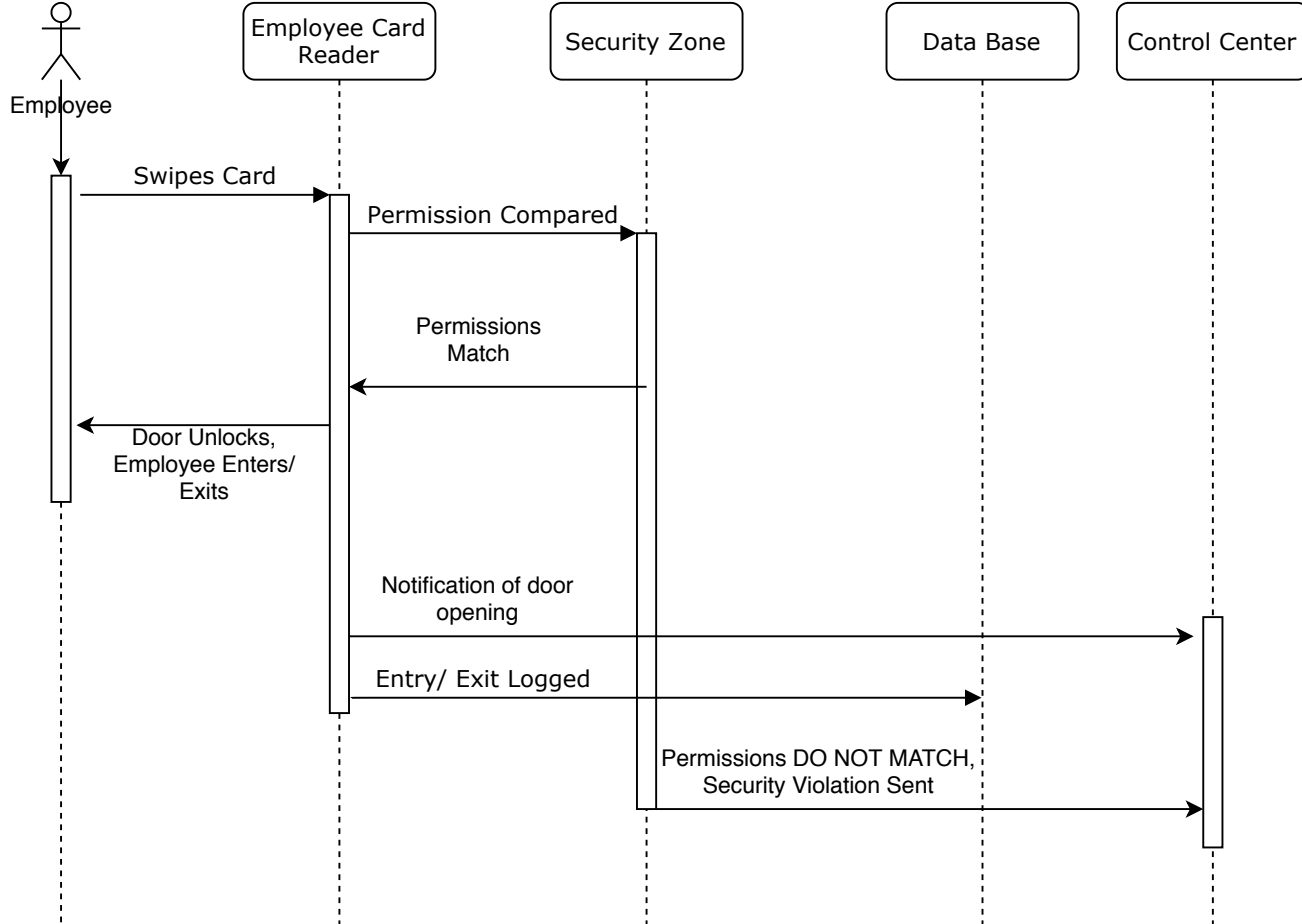 Employee Card
Reader
Security Zone
Data Base
Control Center
Employee
Swipes Card
Permission Compared
Permissions
Match
Door Unlocks,
Employee Enters/
Exits
Notification of door
opening
Entry/ Exit Logged
Permissions DO NOT MATCH,
Security Violation Sent